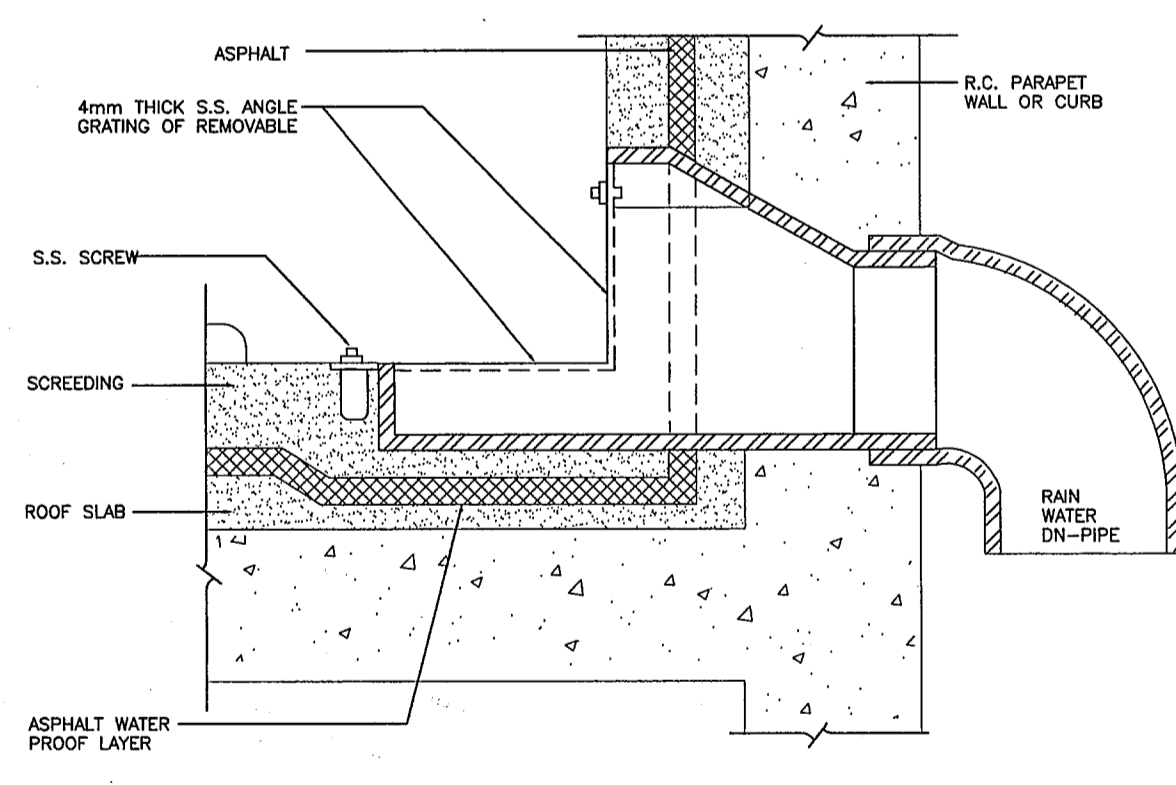 ASPHALT
4mm THICK S.S. ANGLE
GRATING OF REMOVABLE
R.C. PARAPET
WALL OR CURB
S.S. SCREW
SCREEDING
ROOF SLAB
RAIN
WATER
DN-PIPE
ASPHALT WATER
PROOF LAYER